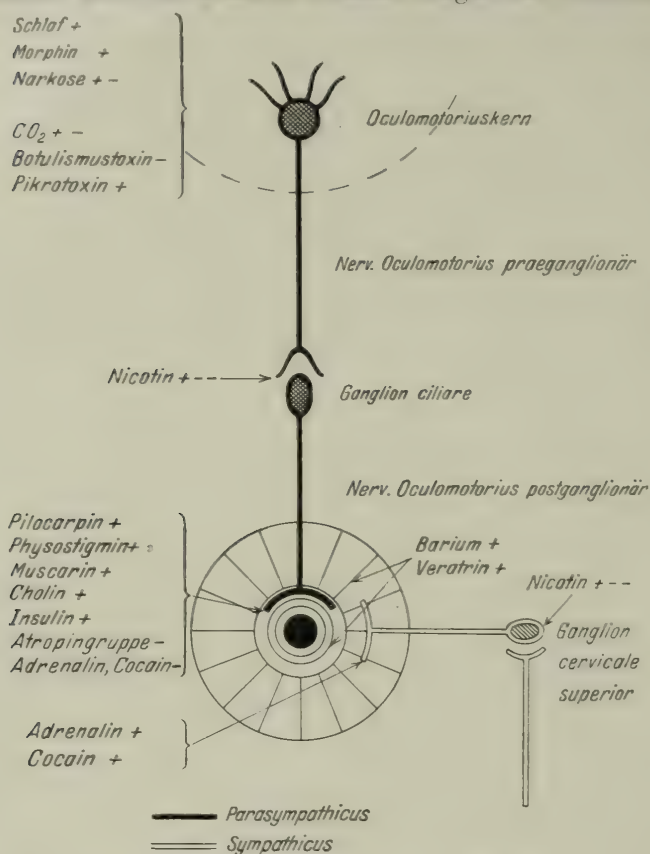 Schlaf +
Morphin +
Narkose + -
CO₂ + -
Botulismustoxin -
Pikrotoxin +
Oculomotoriuskern
Nerv. Oculomotorius praeganglionär
Nicotin + - -
Ganglion ciliare
Nerv. Oculomotorius postganglionär
Pilocarpin +
Physostigmin +
Muscarin +
Cholin +
Insulin +
Atropingruppe -
Adrenalin, Cocain -
Barium +
Veratrin +
Nicotin + - -
Ganglion
cervicale
superior
Adrenalin +
Cocain +
Parasympathicus
Sympathicus